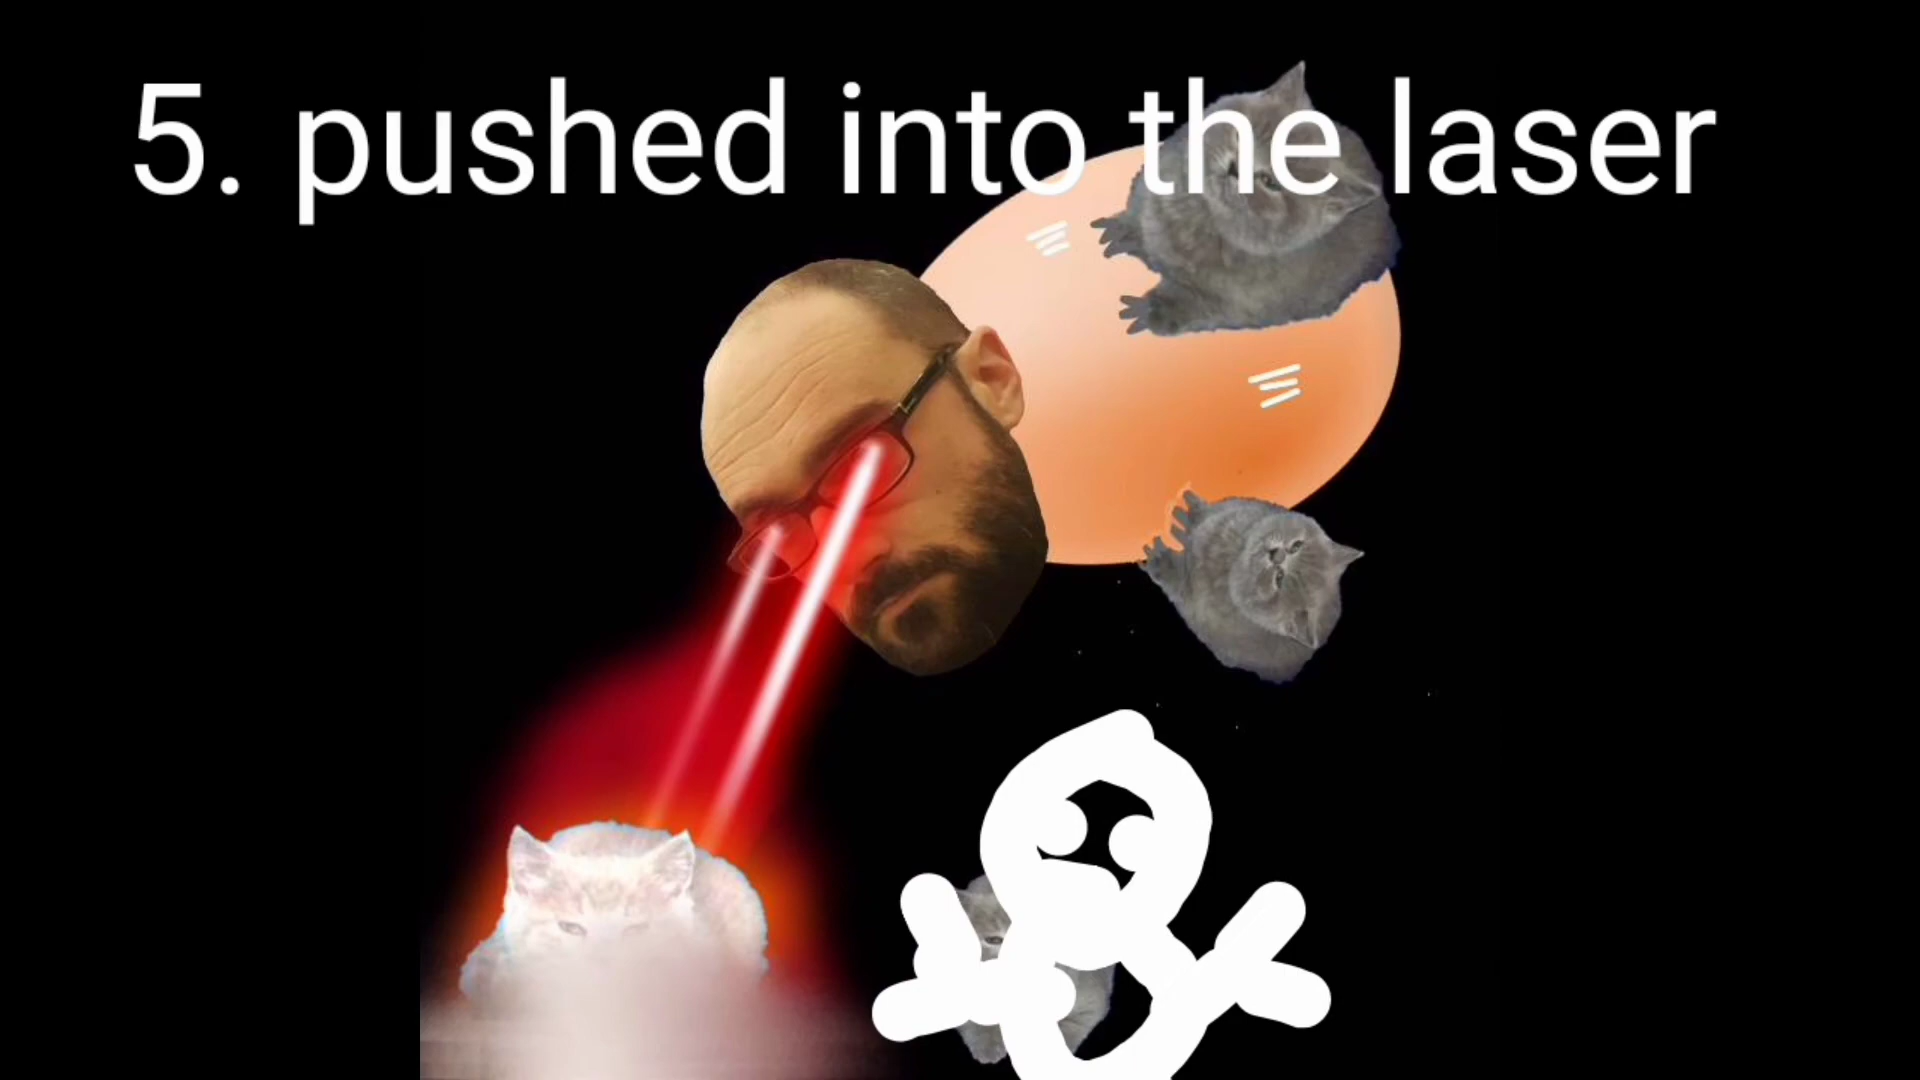 5. pushed into the laser